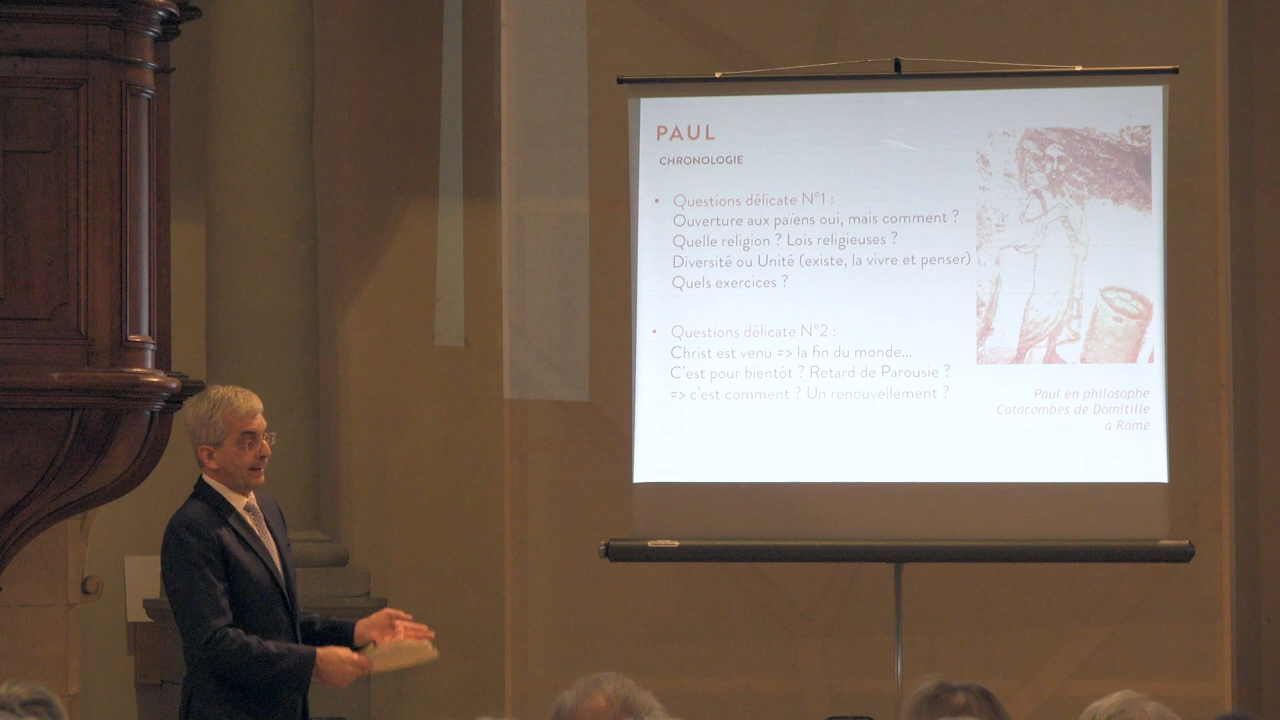 PAUL
CHRONOLOGIE
• Questions délicate N°1 :
Ouverture aux païens oui, mais comment ?
Quelle religion ? Lois religieuses ?
Diversité ou Unité (existe, la vivre et penser)
Quels exercices ?
• Questions délicate N°2 :
Christ est venu => la fin du monde...
C'est pour bientôt ? Retard de Parousie ?
=> c'est comment ? Un renouvellement ?
Paul en philosophe
Catacombes de Domitille
à Rome